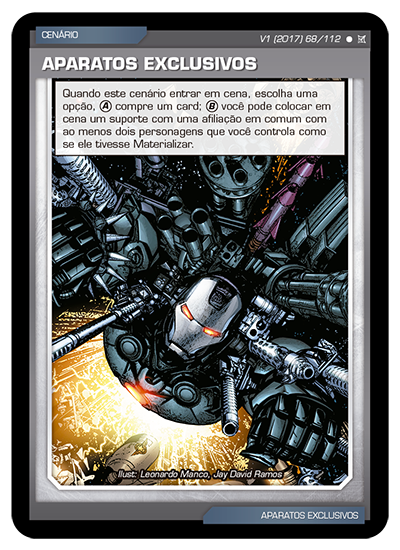 CENÁRIO
V1 (2017) 68/112
APARATOS EXCLUSIVOS
Quando este cenário entrar em cena, escolha uma
opção, A compre um card; B você pode colocar em
cena um suporte com uma afiliação em comum com
ao menos dois personagens que você controla como
se ele tivesse Materializar.
Ilust: Leonardo Manco, Jay David Ramos
APARATOS EXCLUSIVOS